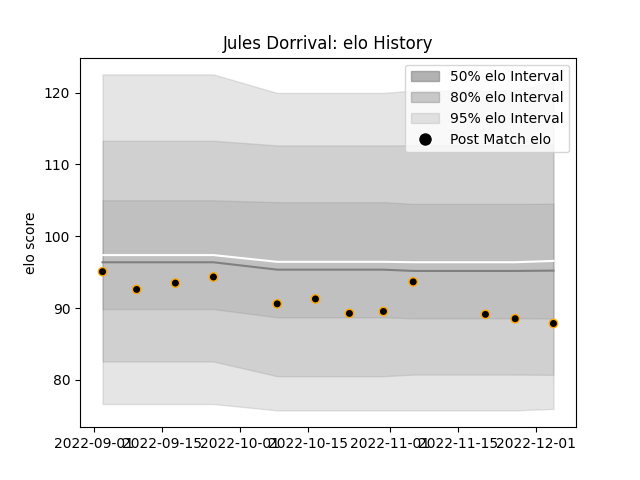 Jules Dorrival: elo History
50% elo Interval
80% elo Interval
95% elo Interval
Post Match elo
elo score
120
110
100
90
80
2022-09-01 2022-09-15 2022-10-01 2022-10-15 2022-11-01 2022-11-15 2022-12-01